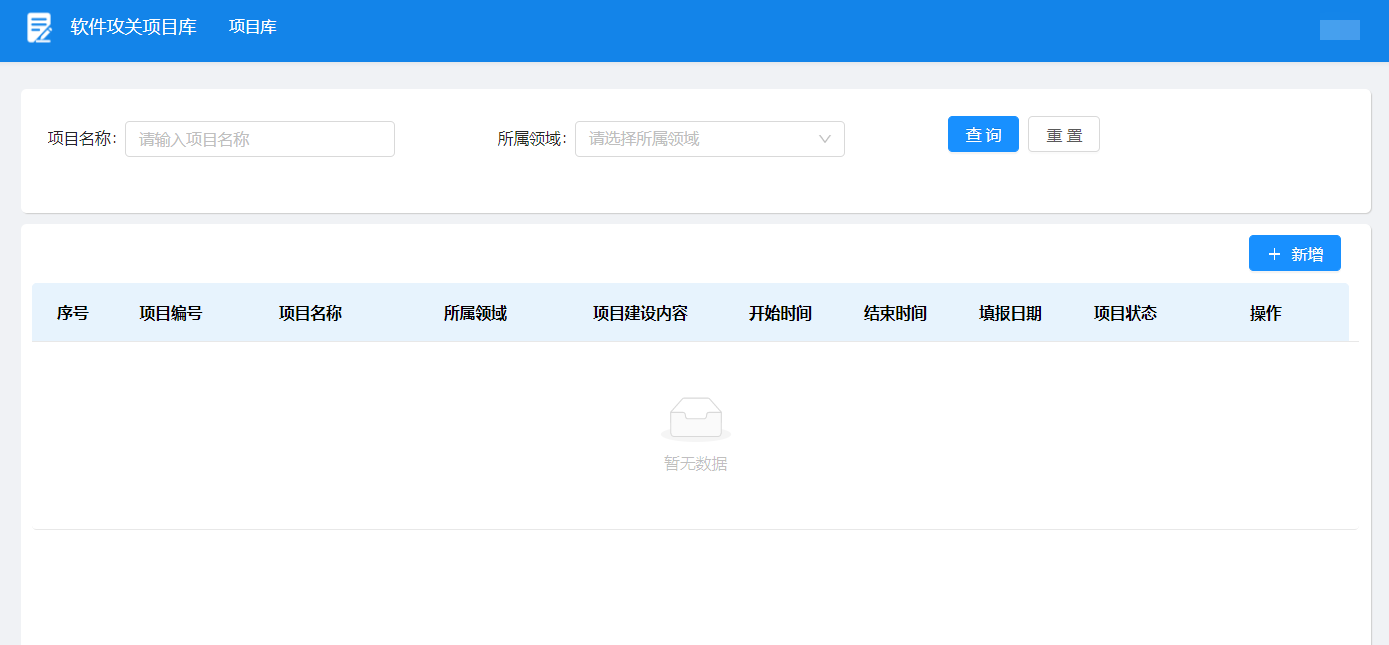 软件攻关项目库 项目库
项目名称: 请输入项目名称 所属领域: 请选择所属领域 查 询 重 置
+ 新增
序号 项目编号 项目名称 所属领域 项目建设内容 开始时间 结束时间 填报日期 项目状态 操作
暂无数据